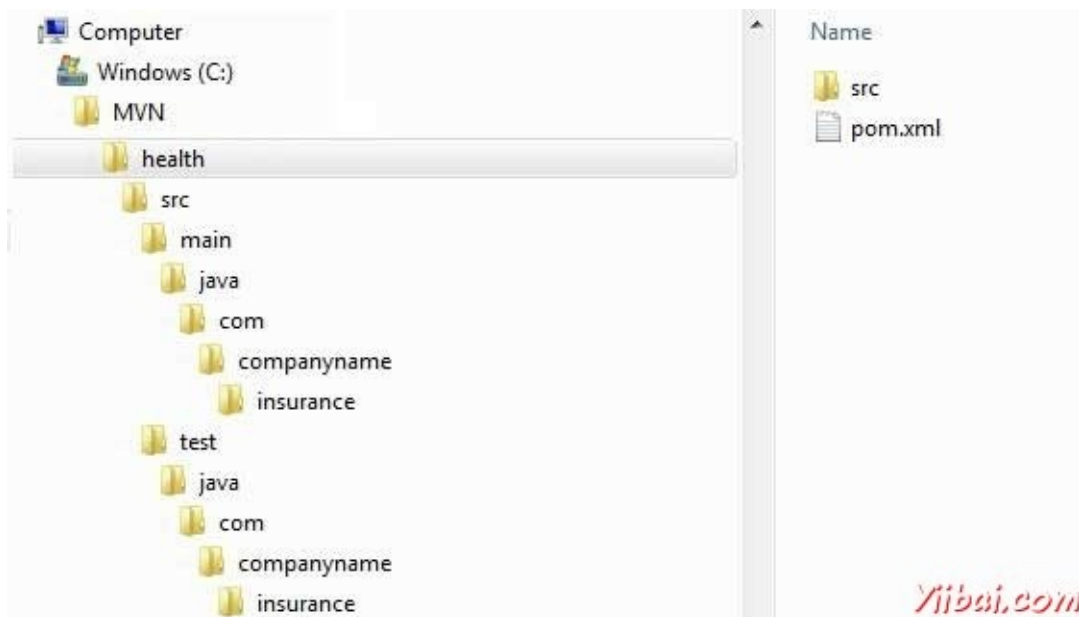 Computer
Windows (C:)
MVN
health
src
main
java
com
companyname
insurance
test
java
com
companyname
insurance
Name
src
pom.xml
Yiibai.com